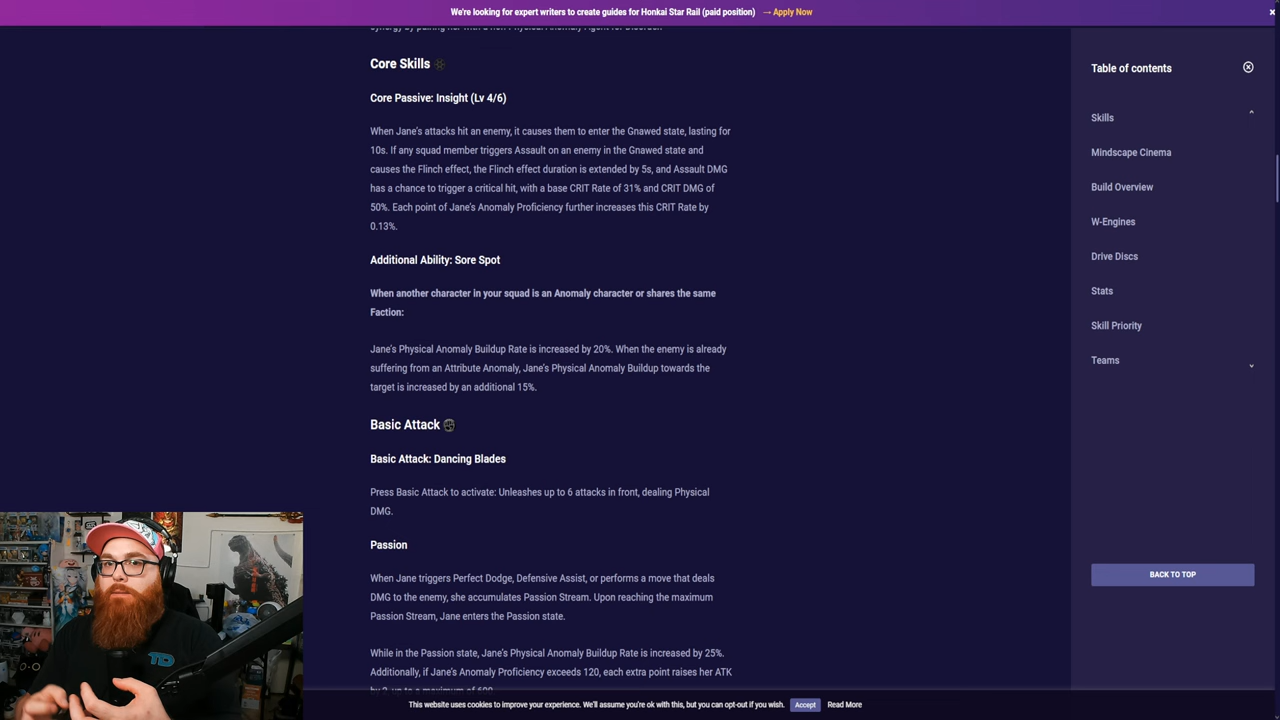 We're looking for expert writers to create guides for Honkai Star Rail (paid position) → Apply Now ×
Core Skills
Core Passive: Insight (Lv 4/6)
When Jane's attacks hit an enemy, it causes them to enter the Gnawed state, lasting for
10s. If any squad member triggers Assault on an enemy in the Gnawed state and
causes the Flinch effect, the Flinch effect duration is extended by 5s, and Assault DMG
has a chance to trigger a critical hit, with a base CRIT Rate of 31% and CRIT DMG of
50%. Each point of Jane's Anomaly Proficiency further increases this CRIT Rate by
0.13%.
Additional Ability: Sore Spot
When another character in your squad is an Anomaly character or shares the same
Faction:
Jane's Physical Anomaly Buildup Rate is increased by 20%. When the enemy is already
suffering from an Attribute Anomaly, Jane's Physical Anomaly Buildup towards the
target is increased by an additional 15%.
Basic Attack
Basic Attack: Dancing Blades
Press Basic Attack to activate: Unleashes up to 6 attacks in front, dealing Physical
DMG.
Passion
When Jane triggers Perfect Dodge, Defensive Assist, or performs a move that deals
DMG to the enemy, she accumulates Passion Stream. Upon reaching the maximum
Passion Stream, Jane enters the Passion state.
While in the Passion state, Jane's Physical Anomaly Buildup Rate is increased by 25%.
Additionally, if Jane's Anomaly Proficiency exceeds 120, each extra point raises her ATK
Table of contents
Skills
Mindscape Cinema
Build Overview
W-Engines
Drive Discs
Stats
Skill Priority
Teams
BACK TO TOP
This website uses cookies to improve your experience. We'll assume you're ok with this, but you can opt-out if you wish. Accept Read More